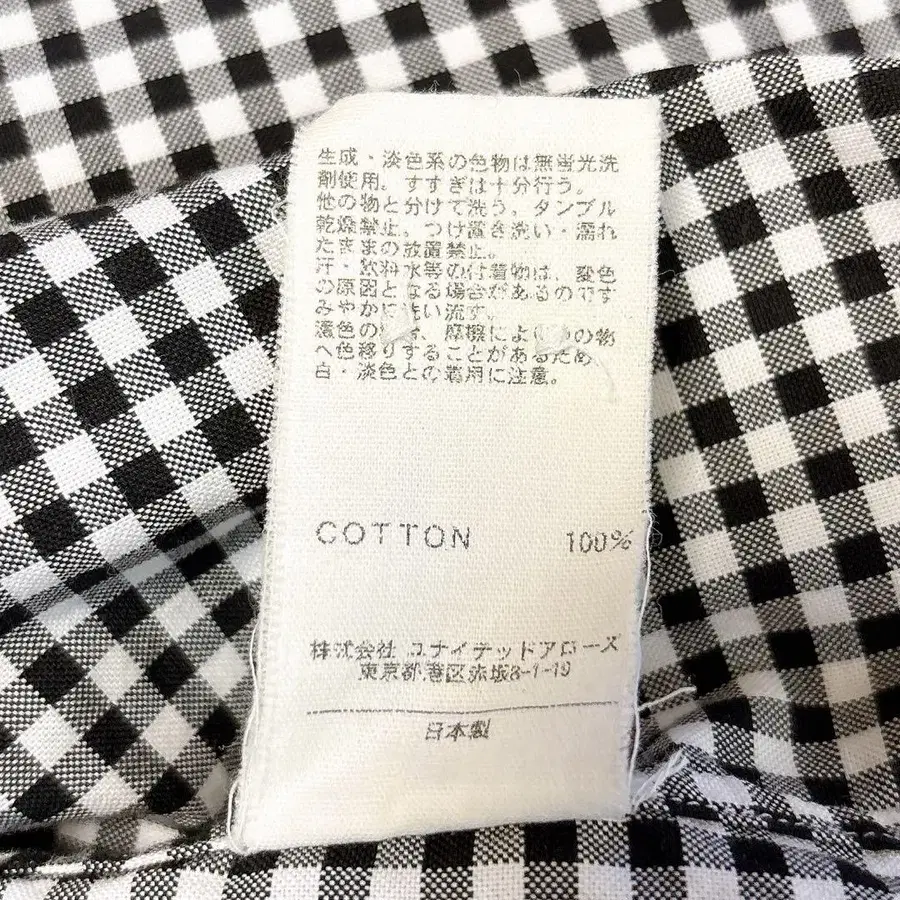 生成・淡色系の色物は無蛍光洗
剤使用。すすぎは十分行う。
他の物と分けて洗う。タンブル
乾燥禁止。つけ置き洗い・濡れ
たままの放置禁止。
汗・飲料水等の付着物は、変色
の原因となる場合があるのです
みやかに洗い流す。
濃色の、摩擦によりの物
へ色移りすることがあるため
白・淡色との着用に注意。
COTTON 100%
株式会社 ユナイテッドアローズ
東京都港区赤坂8-1-19
日本製